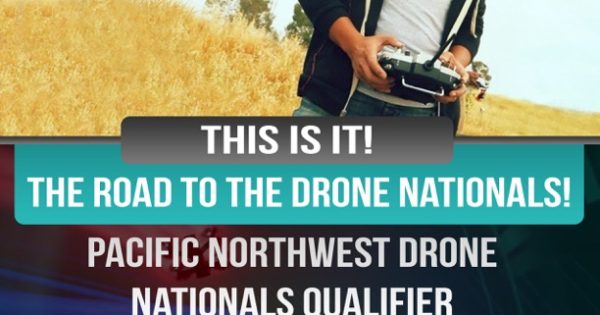 THIS IS IT!
THE ROAD TO THE DRONE NATIONALS!
PACIFIC NORTHWEST DRONE
NATIONALS QUALIFIER